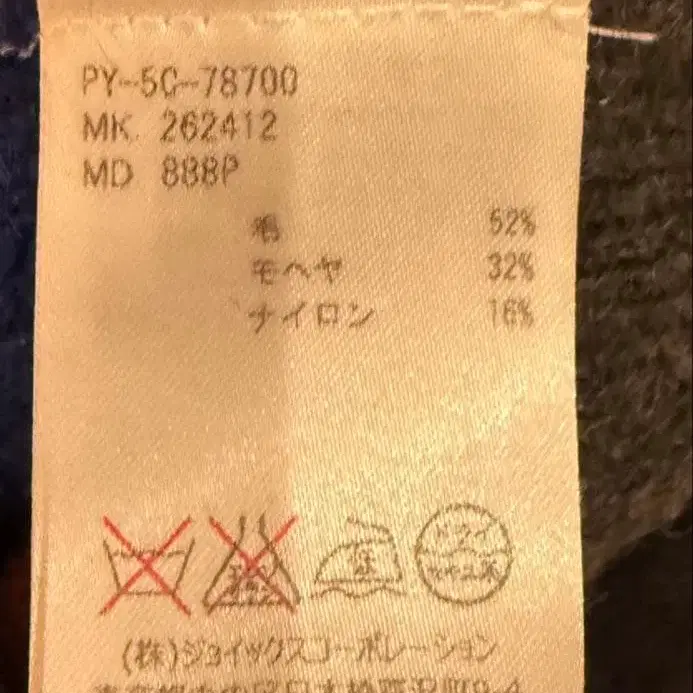 PY-5C-78700
MK. 262412
MD 888P
毛 52%
モヘヤ 32%
ナイロン 16%
ドライ
(株)ジョイックスコーポレーション